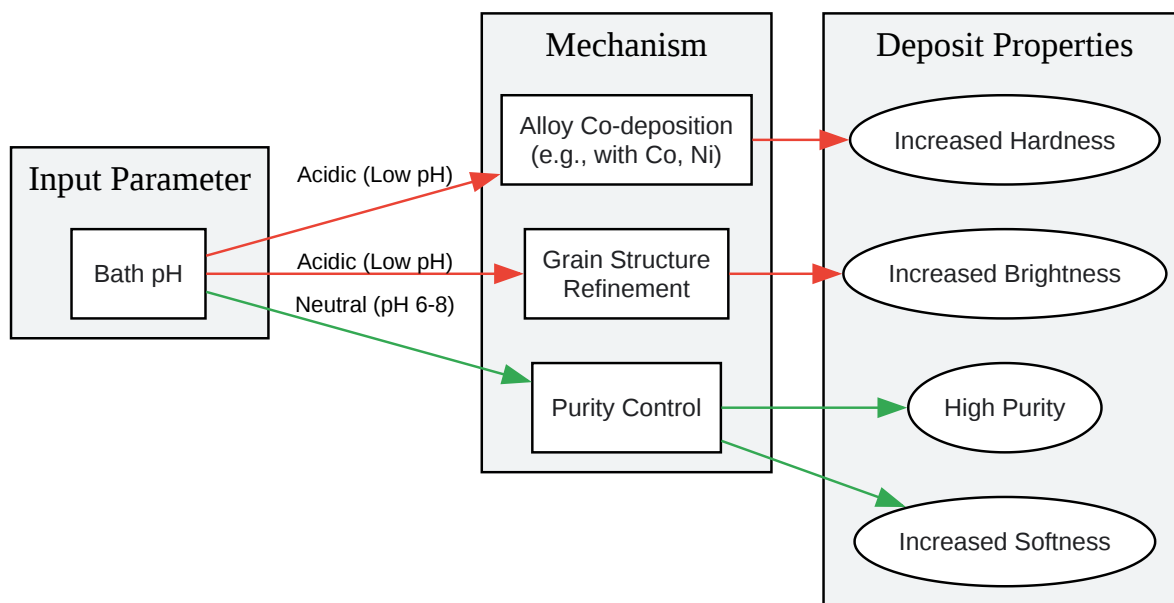 Mechanism
Deposit Properties
Input Parameter
Alloy Co-deposition
(e.g., with Co, Ni)
Increased Hardness
Acidic (Low pH)
Bath pH
Acidic (Low pH)
Grain Structure
Refinement
Increased Brightness
Neutral (pH 6-8)
Purity Control
High Purity
Increased Softness